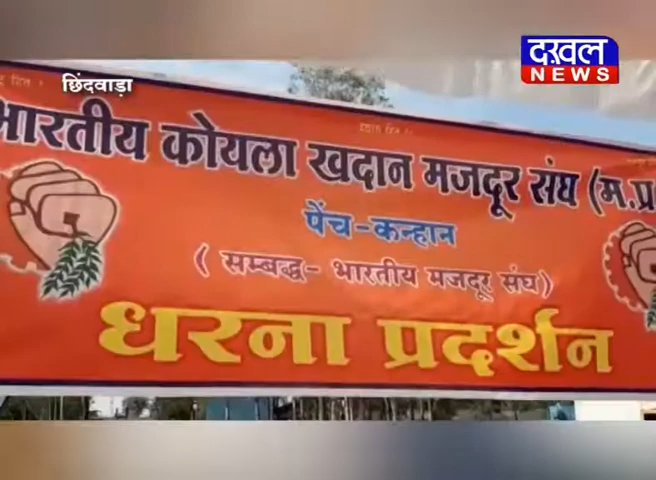 दख़ल
NEWS
छिंदवाड़ा
भारतीय कोयला खदान मजदूर संघ (म.प्र
पेंच-कन्हान
( सम्बद्ध- भारतीय मजदूर संघ)
धरना प्रदर्शन